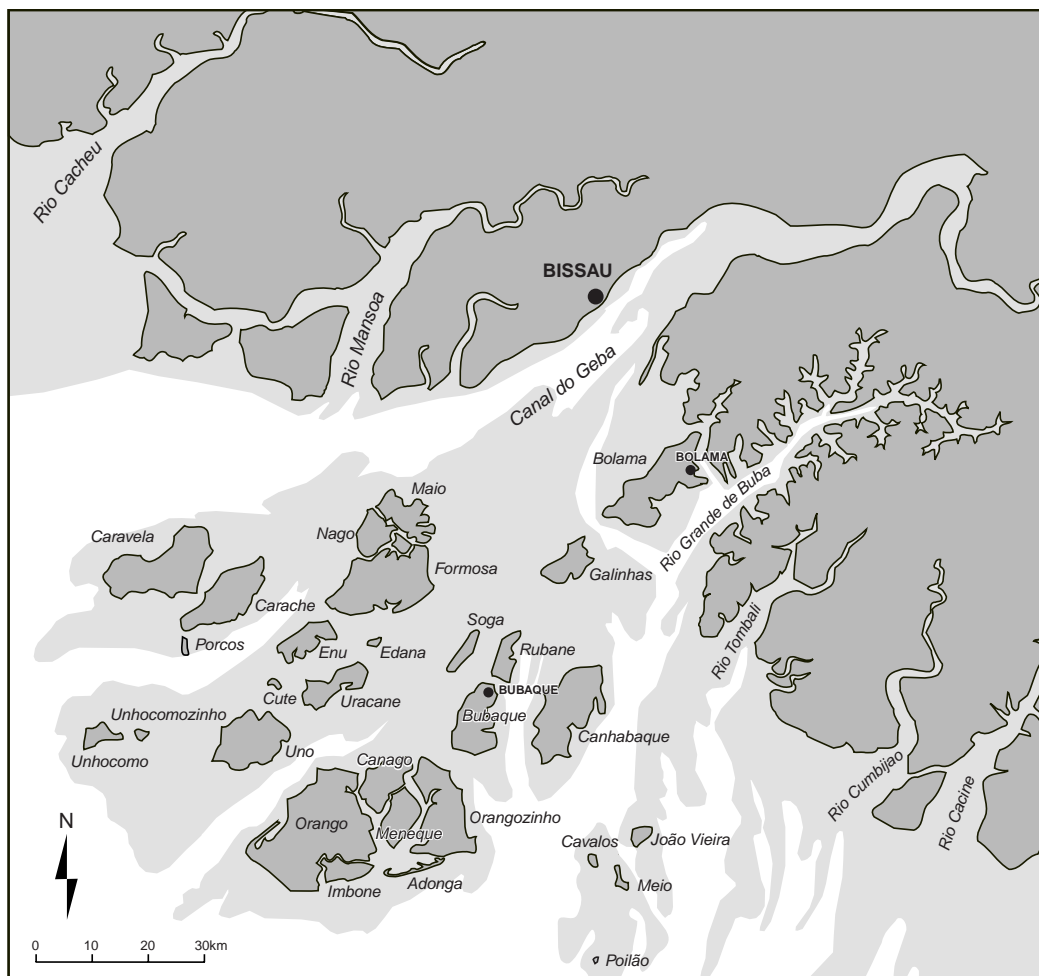 Rio Cacheu
BISSAU
Rio Mansoa
Canal do Geba
Bolama
BOLAMA
Rio Grande de Buba
Maio
Nago
Caravela
Formosa
Galinhas
Carache
Soga
Porcos
Enu
Edana
Rubane
Rio Tombali
Cute
Uracane
BUBAQUE
Unhocomozinho
Bubaque
Canhabaque
Uno
Unhocomo
Canago
Rio Cumbijao
Rio Cacine
N
Orango
Meneque
Orangozinho
Cavalos
João Vieira
Imbone
Adonga
Meio
0 10 20 30km
Poilão